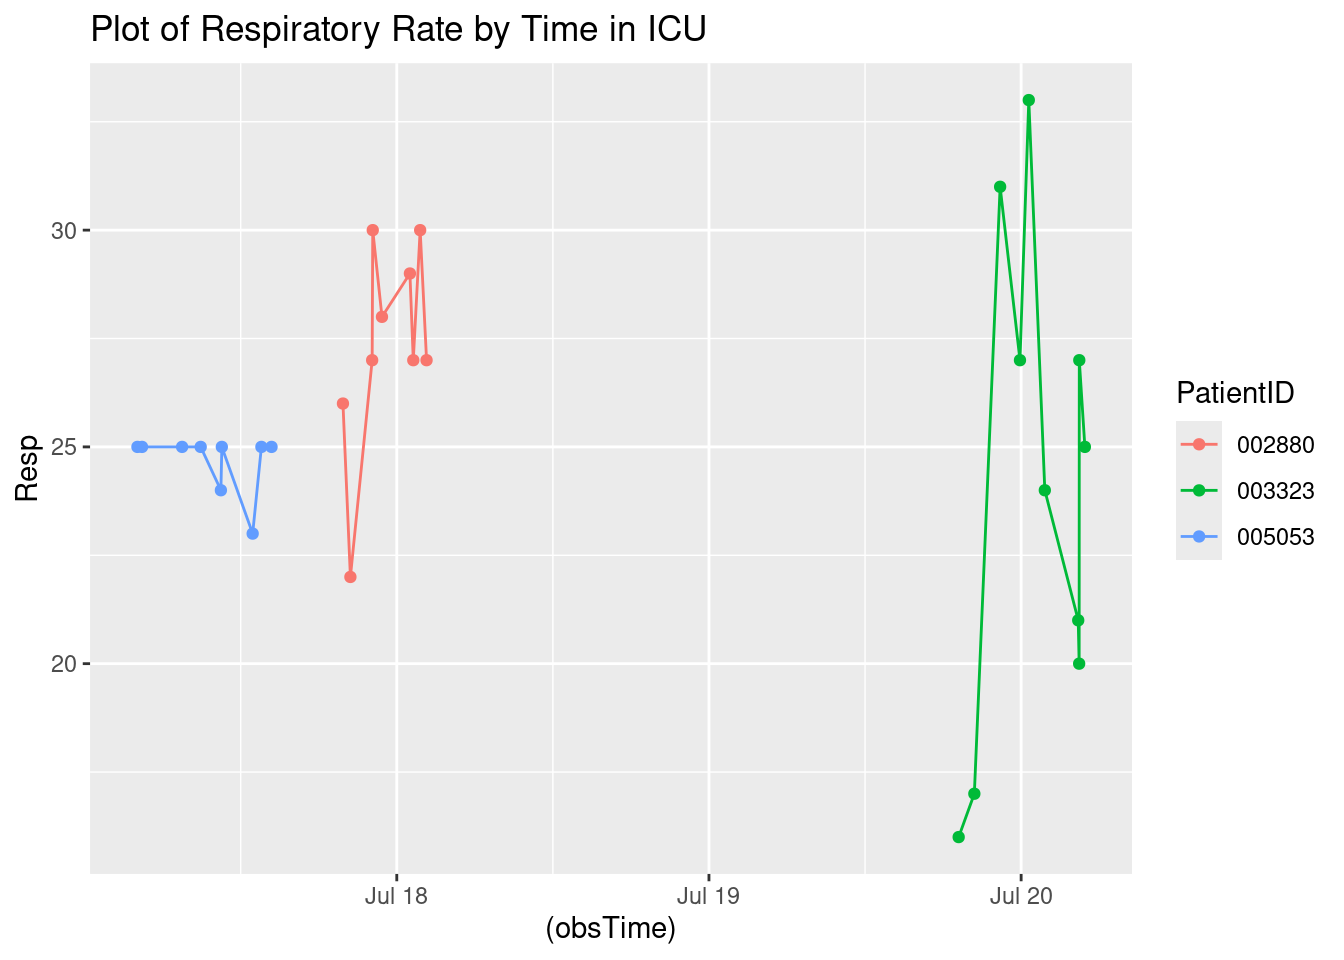 Plot of Respiratory Rate by Time in ICU
30
25
20
Resp
Jul 18
Jul 19
Jul 20
(obsTime)
PatientID
002880
003323
005053